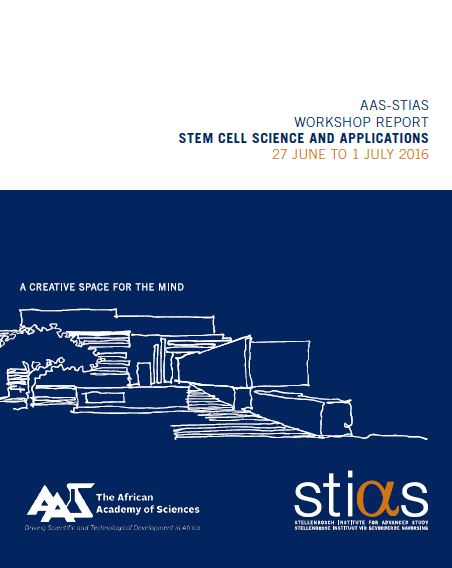 AAS-STIAS
WORKSHOP REPORT
STEM CELL SCIENCE AND APPLICATIONS
27 JUNE TO 1 JULY 2016
A CREATIVE SPACE FOR THE MIND
AAS
The African
Academy of Sciences
Driving Scientific and Technological Development in Africa
stiαs
STELLENBOSCH INSTITUTE FOR ADVANCED STUDY
STELLENBOSSE INSTITUUT VIR GEVORDERDE NAVORSING